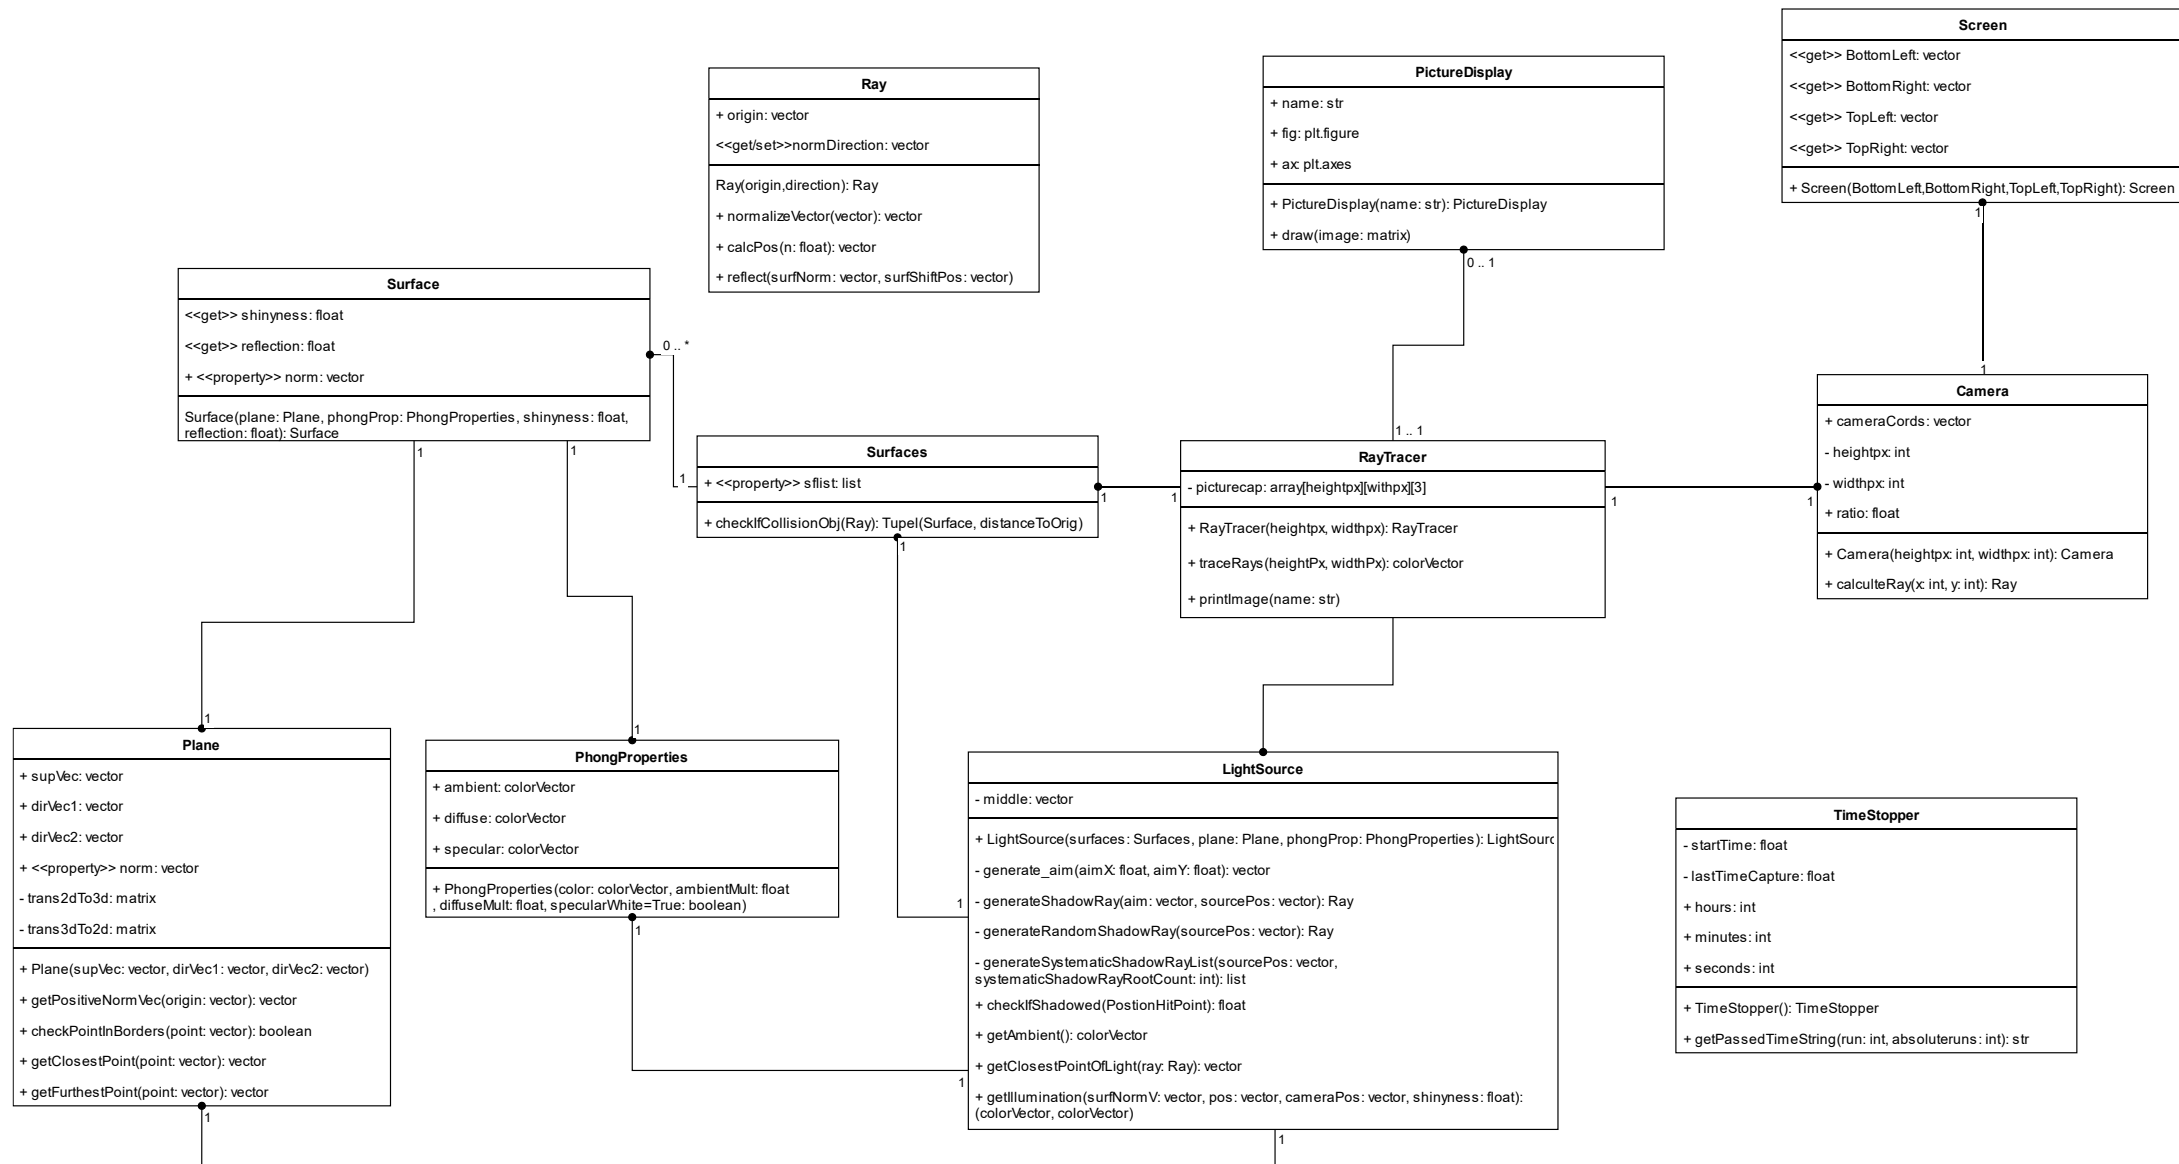 Screen
<<get>> BottomLeft: vector
<<get>> BottomRight: vector
<<get>> TopLeft: vector
<<get>> TopRight: vector
+ Screen(BottomLeft,BottomRight,TopLeft,TopRight): Screen
1
PictureDisplay
+ name: str
+ fig: plt.figure
+ ax: plt.axes
+ PictureDisplay(name: str): PictureDisplay
+ draw(image: matrix)
0 .. 1
Ray
+ origin: vector
<<get/set>>normDirection: vector
Ray(origin,direction): Ray
+ normalizeVector(vector): vector
+ calcPos(n: float): vector
+ reflect(surfNorm: vector, surfShiftPos: vector)
Surface
<<get>> shinyness: float
<<get>> reflection: float
+ <<property>> norm: vector
Surface(plane: Plane, phongProp: PhongProperties, shinyness: float,
reflection: float): Surface
0 .. *
1
1
1
Surfaces
+ <<property>> sflist: list
+ checkIfCollisionObj(Ray): Tupel(Surface, distanceToOrig)
1
1
1
1 .. 1
RayTracer
- picturecap: array[heightpx][withpx][3]
+ RayTracer(heightpx, widthpx): RayTracer
+ traceRays(heightPx, widthPx): colorVector
+ printImage(name: str)
1
1
1
Camera
+ cameraCords: vector
- heightpx: int
- widthpx: int
+ ratio: float
+ Camera(heightpx: int, widthpx: int): Camera
+ calculteRay(x: int, y: int): Ray
1
Plane
+ supVec: vector
+ dirVec1: vector
+ dirVec2: vector
+ <<property>> norm: vector
- trans2dTo3d: matrix
- trans3dTo2d: matrix
+ Plane(supVec: vector, dirVec1: vector, dirVec2: vector)
+ getPositiveNormVec(origin: vector): vector
+ checkPointInBorders(point: vector): boolean
+ getClosestPoint(point: vector): vector
+ getFurthestPoint(point: vector): vector
1
1
PhongProperties
+ ambient: colorVector
+ diffuse: colorVector
+ specular: colorVector
+ PhongProperties(color: colorVector, ambientMult: float
, diffuseMult: float, specularWhite=True: boolean)
1
1
1
LightSource
- middle: vector
+ LightSource(surfaces: Surfaces, plane: Plane, phongProp: PhongProperties): LightSourc
- generate_aim(aimX: float, aimY: float): vector
- generateShadowRay(aim: vector, sourcePos: vector): Ray
- generateRandomShadowRay(sourcePos: vector): Ray
- generateSystematicShadowRayList(sourcePos: vector,
systematicShadowRayRootCount: int): list
+ checkIfShadowed(PostionHitPoint): float
+ getAmbient(): colorVector
+ getClosestPointOfLight(ray: Ray): vector
+ getIllumination(surfNormV: vector, pos: vector, cameraPos: vector, shinyness: float):
(colorVector, colorVector)
1
TimeStopper
- startTime: float
- lastTimeCapture: float
+ hours: int
+ minutes: int
+ seconds: int
+ TimeStopper(): TimeStopper
+ getPassedTimeString(run: int, absoluteruns: int): str